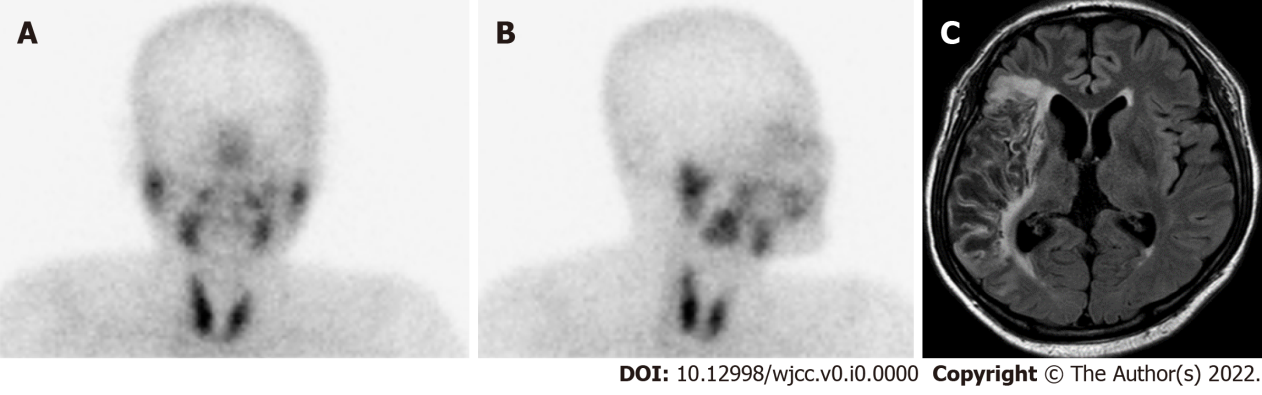 A
B
C
DOI: 10.12998/wjcc.v0.i0.0000 Copyright © The Author(s) 2022.